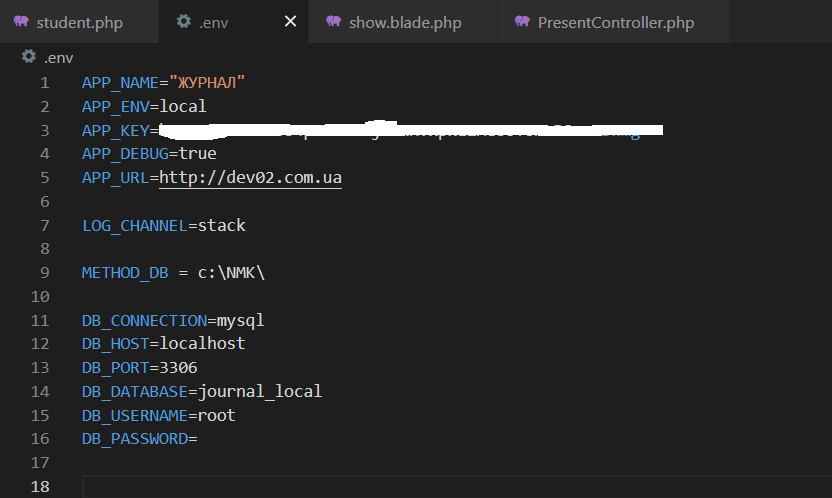 student.php .env show.blade.php PresentController.php
.env
1 APP_NAME="ЖУРНАЛ"
2 APP_ENV=local
3 APP_KEY=
4 APP_DEBUG=true
5 APP_URL=http://dev02.com.ua
6
7 LOG_CHANNEL=stack
8
9 METHOD_DB = c:\NMK\
10
11 DB_CONNECTION=mysql
12 DB_HOST=localhost
13 DB_PORT=3306
14 DB_DATABASE=journal_local
15 DB_USERNAME=root
16 DB_PASSWORD=
17
18